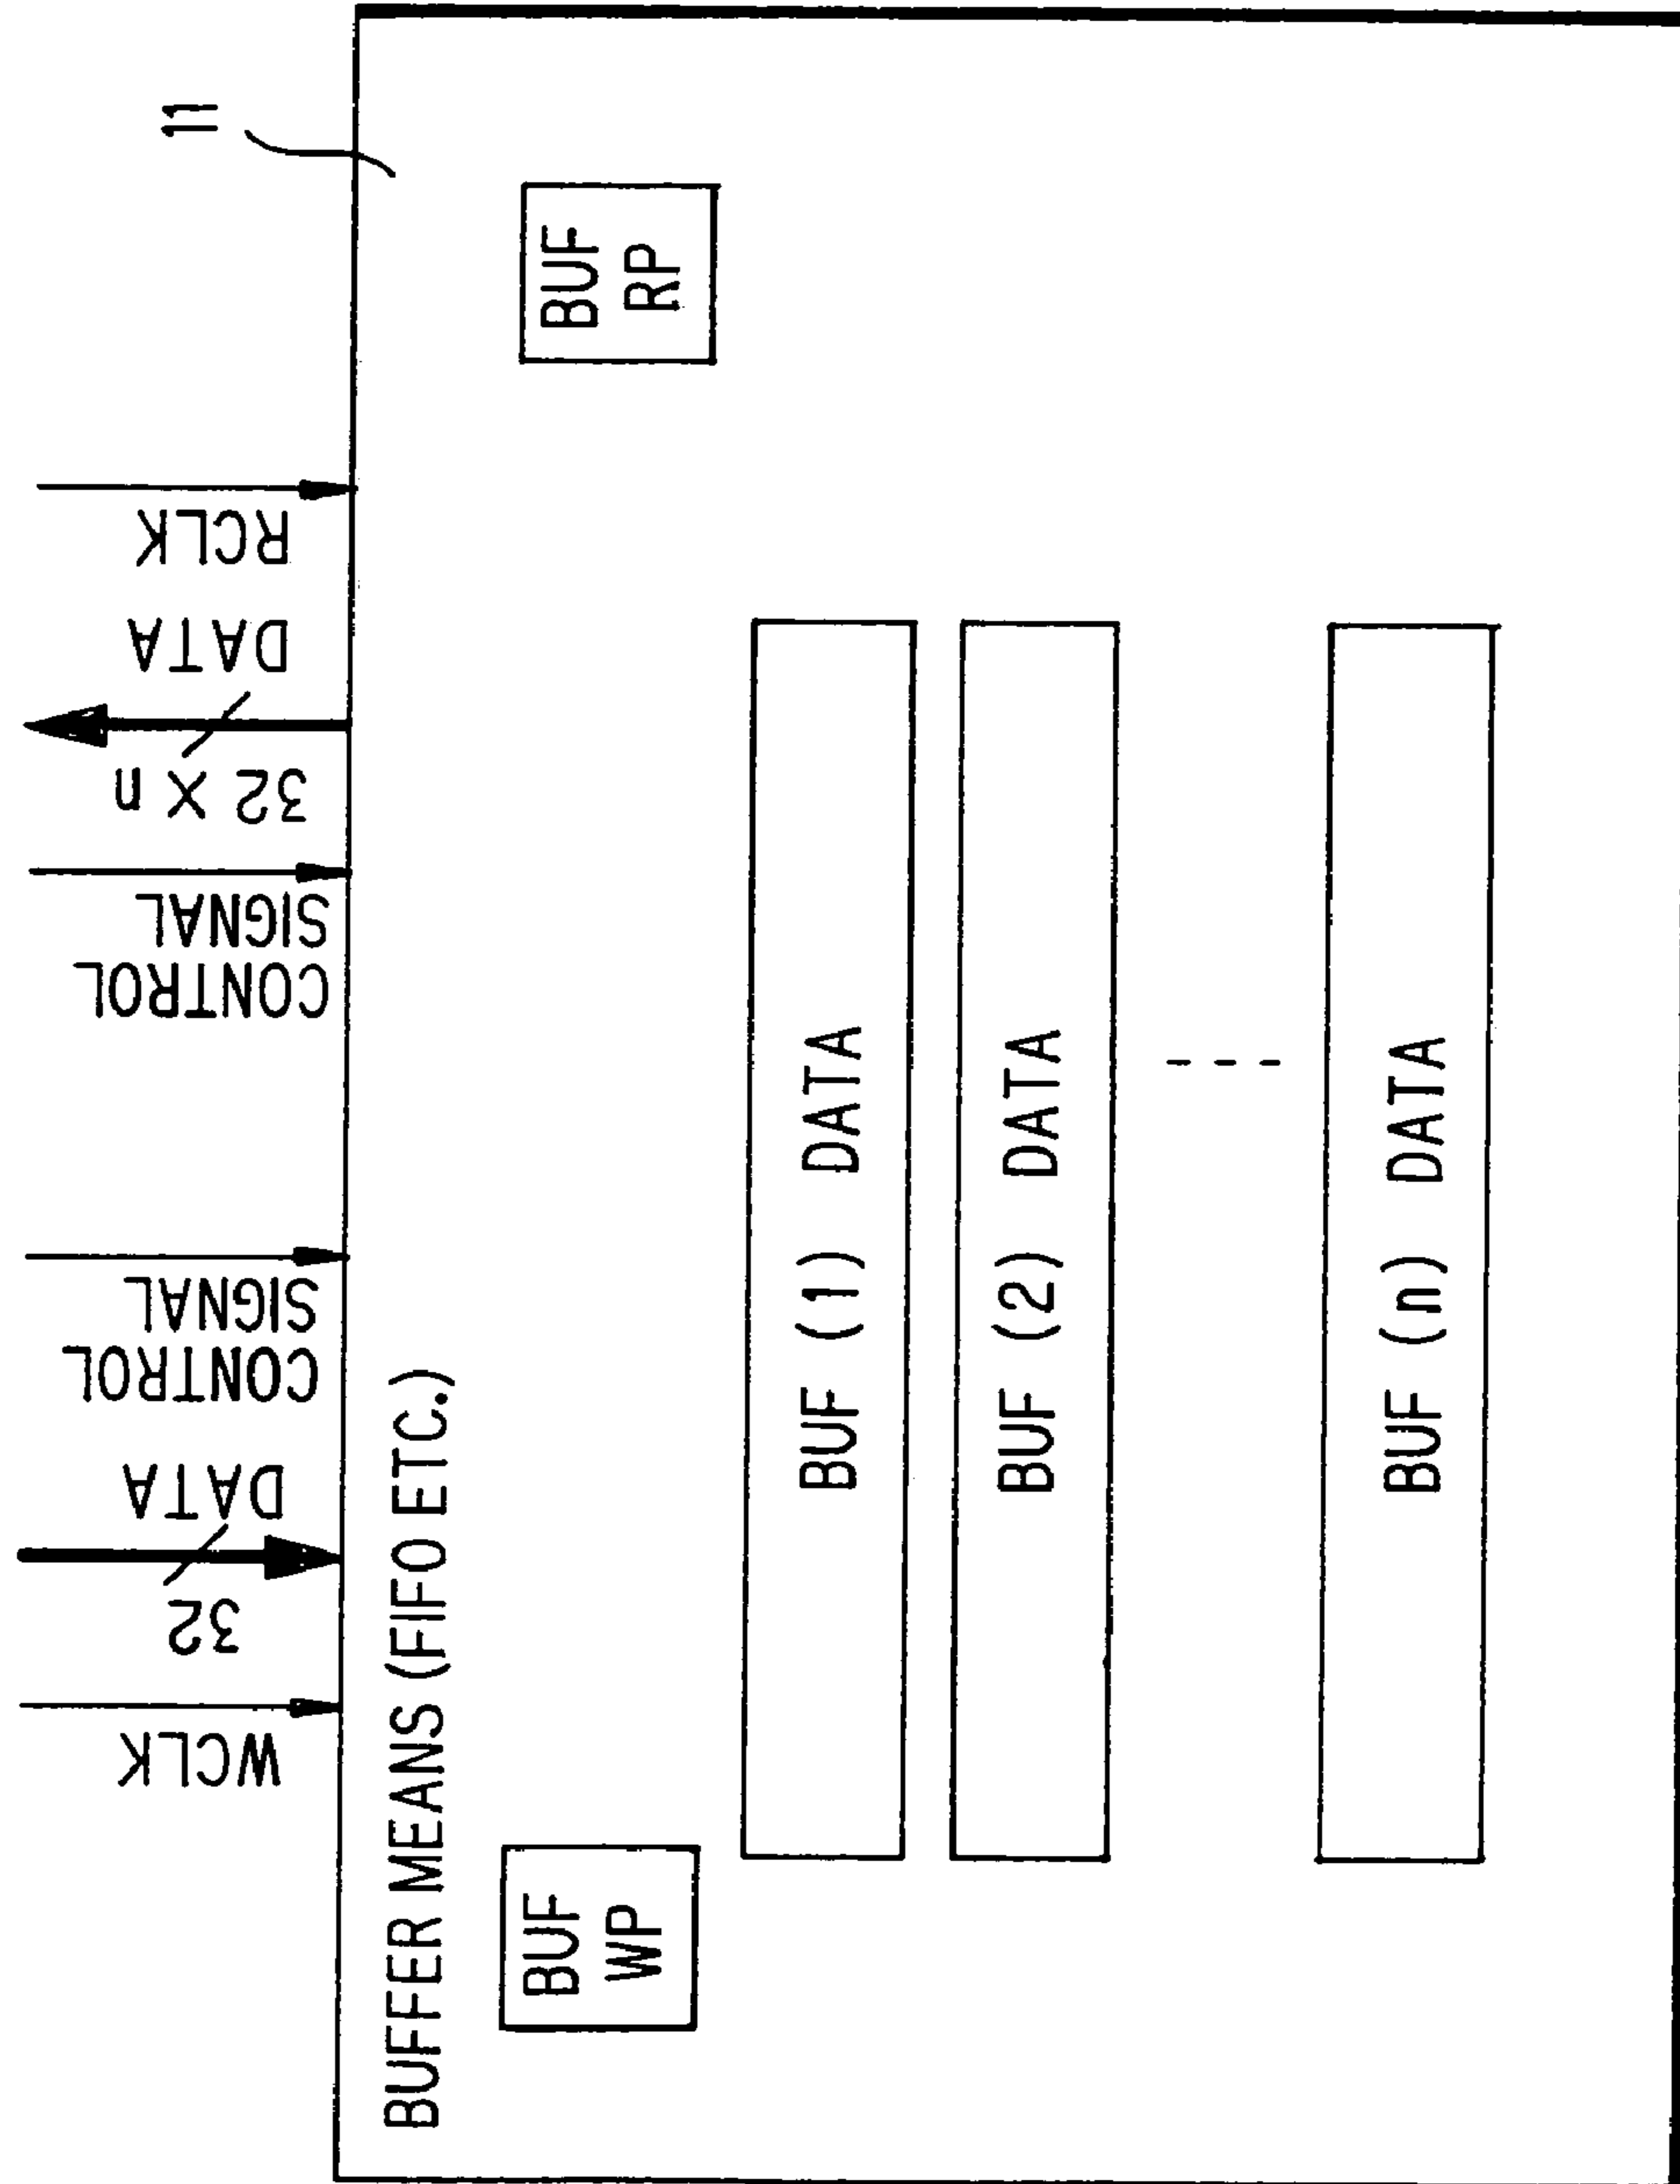 WCLK
32
DATA
CONTROL
SIGNAL
CONTROL
SIGNAL
32 × n
DATA
RCLK
11
BUFFER MEANS (FIFO ETC.)
BUF
WP
BUF
RP
BUF (1) DATA
BUF (2) DATA
BUF (n) DATA